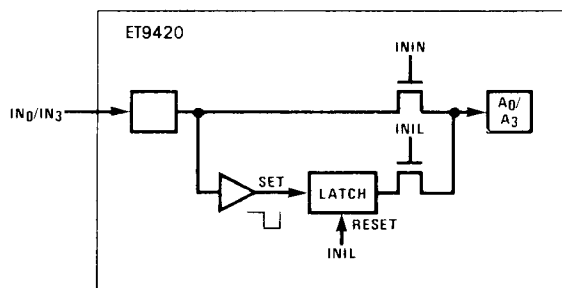 ET9420
ININ
IN0/IN3
A0/
A3
INIL
SET
LATCH
RESET
INIL